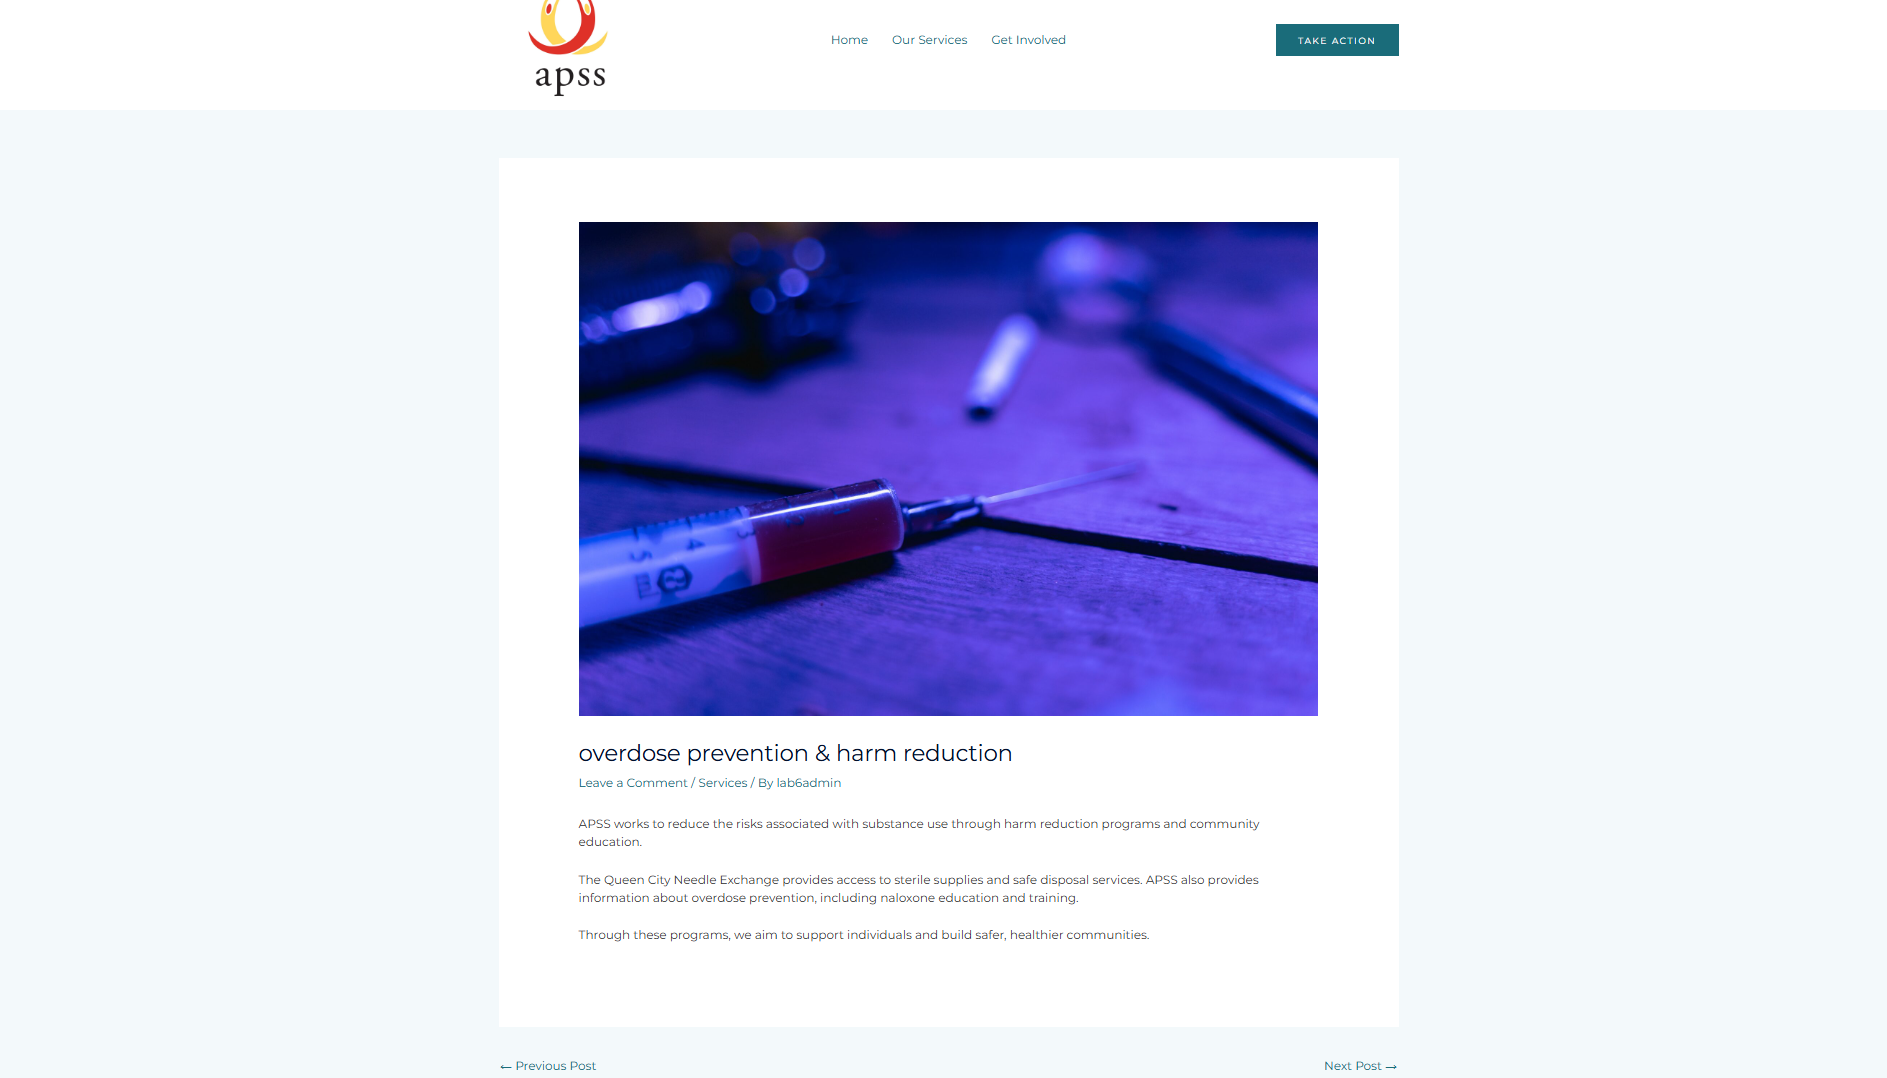 apss
Home
Our Services
Get Involved
TAKE ACTION
overdose prevention & harm reduction
Leave a Comment / Services / By lab6admin
APSS works to reduce the risks associated with substance use through harm reduction programs and community
education.
The Queen City Needle Exchange provides access to sterile supplies and safe disposal services. APSS also provides
information about overdose prevention, including naloxone education and training.
Through these programs, we aim to support individuals and build safer, healthier communities.
← Previous Post
Next Post →